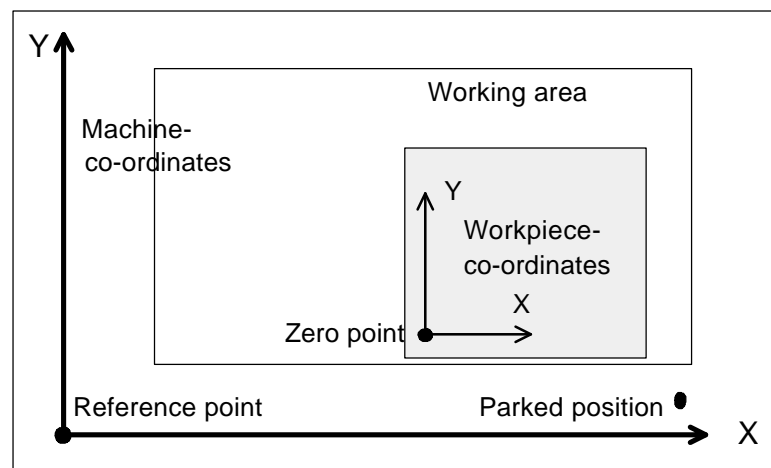 Y
Working area
Machine-
co-ordinates
Y
Workpiece-
co-ordinates
X
Zero point
Reference point
Parked position
X